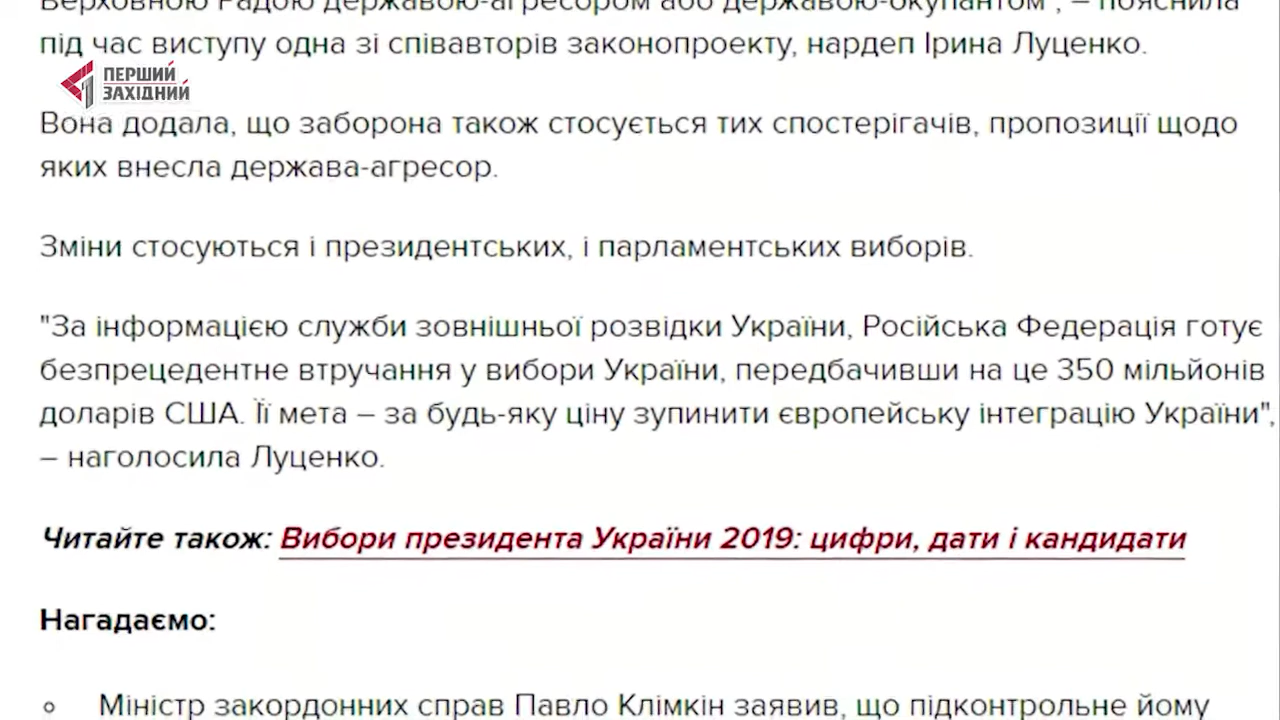 Верховною Радою державою-агресором або державою-окупантом", – пояснила
під час виступу одна зі співавторів законопроекту, нардеп Ірина Луценко.
ПЕРШИЙ
ЗАХІДНИЙ
Вона додала, що заборона також стосується тих спостерігачів, пропозиції щодо
яких внесла держава-агресор.
Зміни стосуються і президентських, і парламентських виборів.
"За інформацією служби зовнішньої розвідки України, Російська Федерація готує
безпрецедентне втручання у вибори України, передбачивши на це 350 мільйонів
доларів США. Її мета – за будь-яку ціну зупинити європейську інтеграцію України",
– наголосила Луценко.
Читайте також: Вибори президента України 2019: цифри, дати і кандидати
Нагадаємо:
Міністр закордонних справ Павло Клімкін заявив, що підконтрольне йому